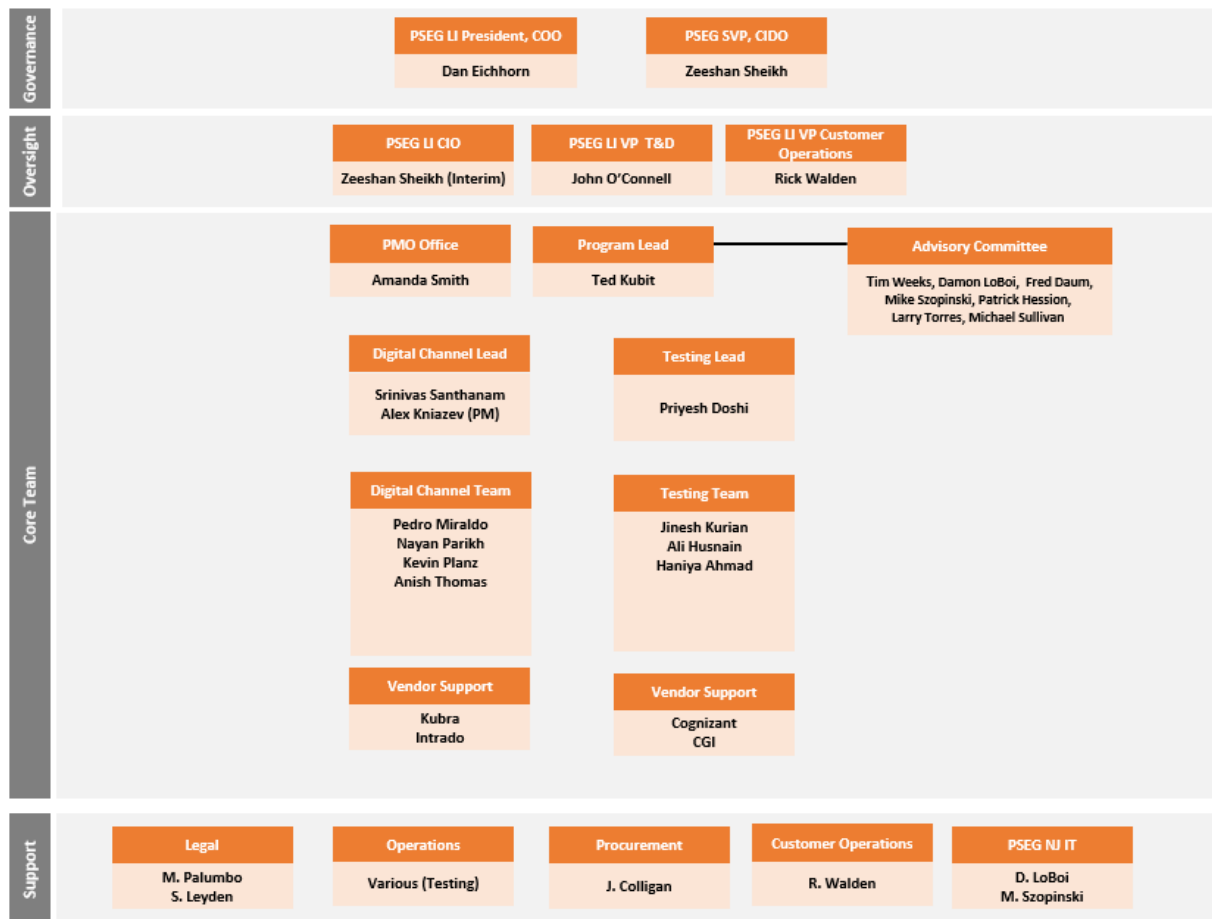 Governance
PSEG LI President, COO
Dan Eichhorn
PSEG SVP, CIDO
Zeeshan Sheikh
Oversight
PSEG LI CIO
Zeeshan Sheikh (Interim)
PSEG LI VP T&D
John O'Connell
PSEG LI VP Customer
Operations
Rick Walden
Core Team
PMO Office
Amanda Smith
Program Lead
Ted Kubit
Advisory Committee
Tim Weeks, Damon LoBoi, Fred Daum,
Mike Szopinski, Patrick Hession,
Larry Torres, Michael Sullivan
Digital Channel Lead
Srinivas Santhanam
Alex Kniazev (PM)
Testing Lead
Priyesh Doshi
Digital Channel Team
Pedro Miraldo
Nayan Parikh
Kevin Planz
Anish Thomas
Testing Team
Jinesh Kurian
Ali Husnain
Haniya Ahmad
Vendor Support
Kubra
Intrado
Vendor Support
Cognizant
CGI
Support
Legal
M. Palumbo
S. Leyden
Operations
Various (Testing)
Procurement
J. Colligan
Customer Operations
R. Walden
PSEG NJ IT
D. LoBoi
M. Szopinski